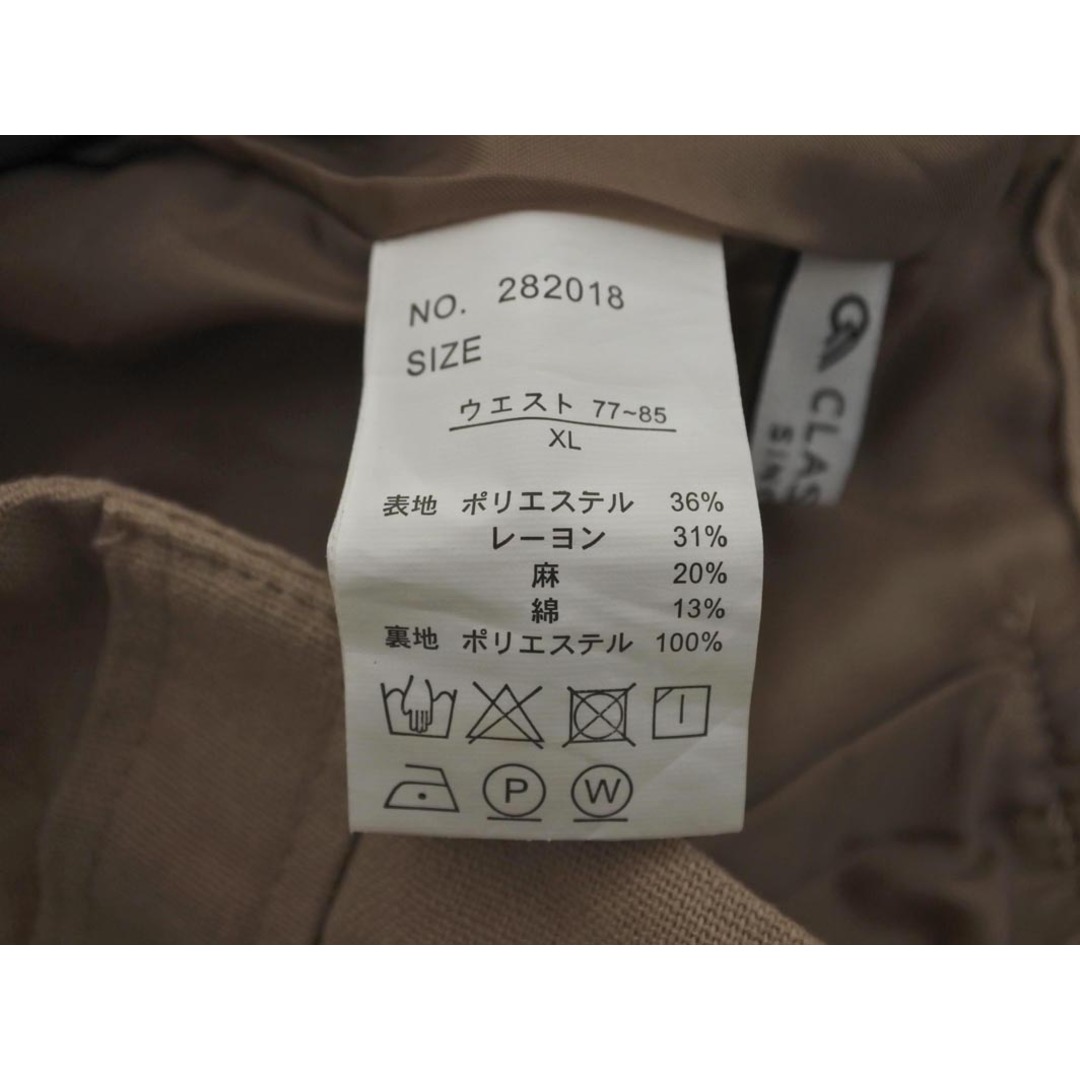 NO. 282018
SIZE
ウエスト 77~85
XL
表地 ポリエステル 36%
レーヨン 31%
麻 20%
綿 13%
裏地 ポリエステル 100%
P W